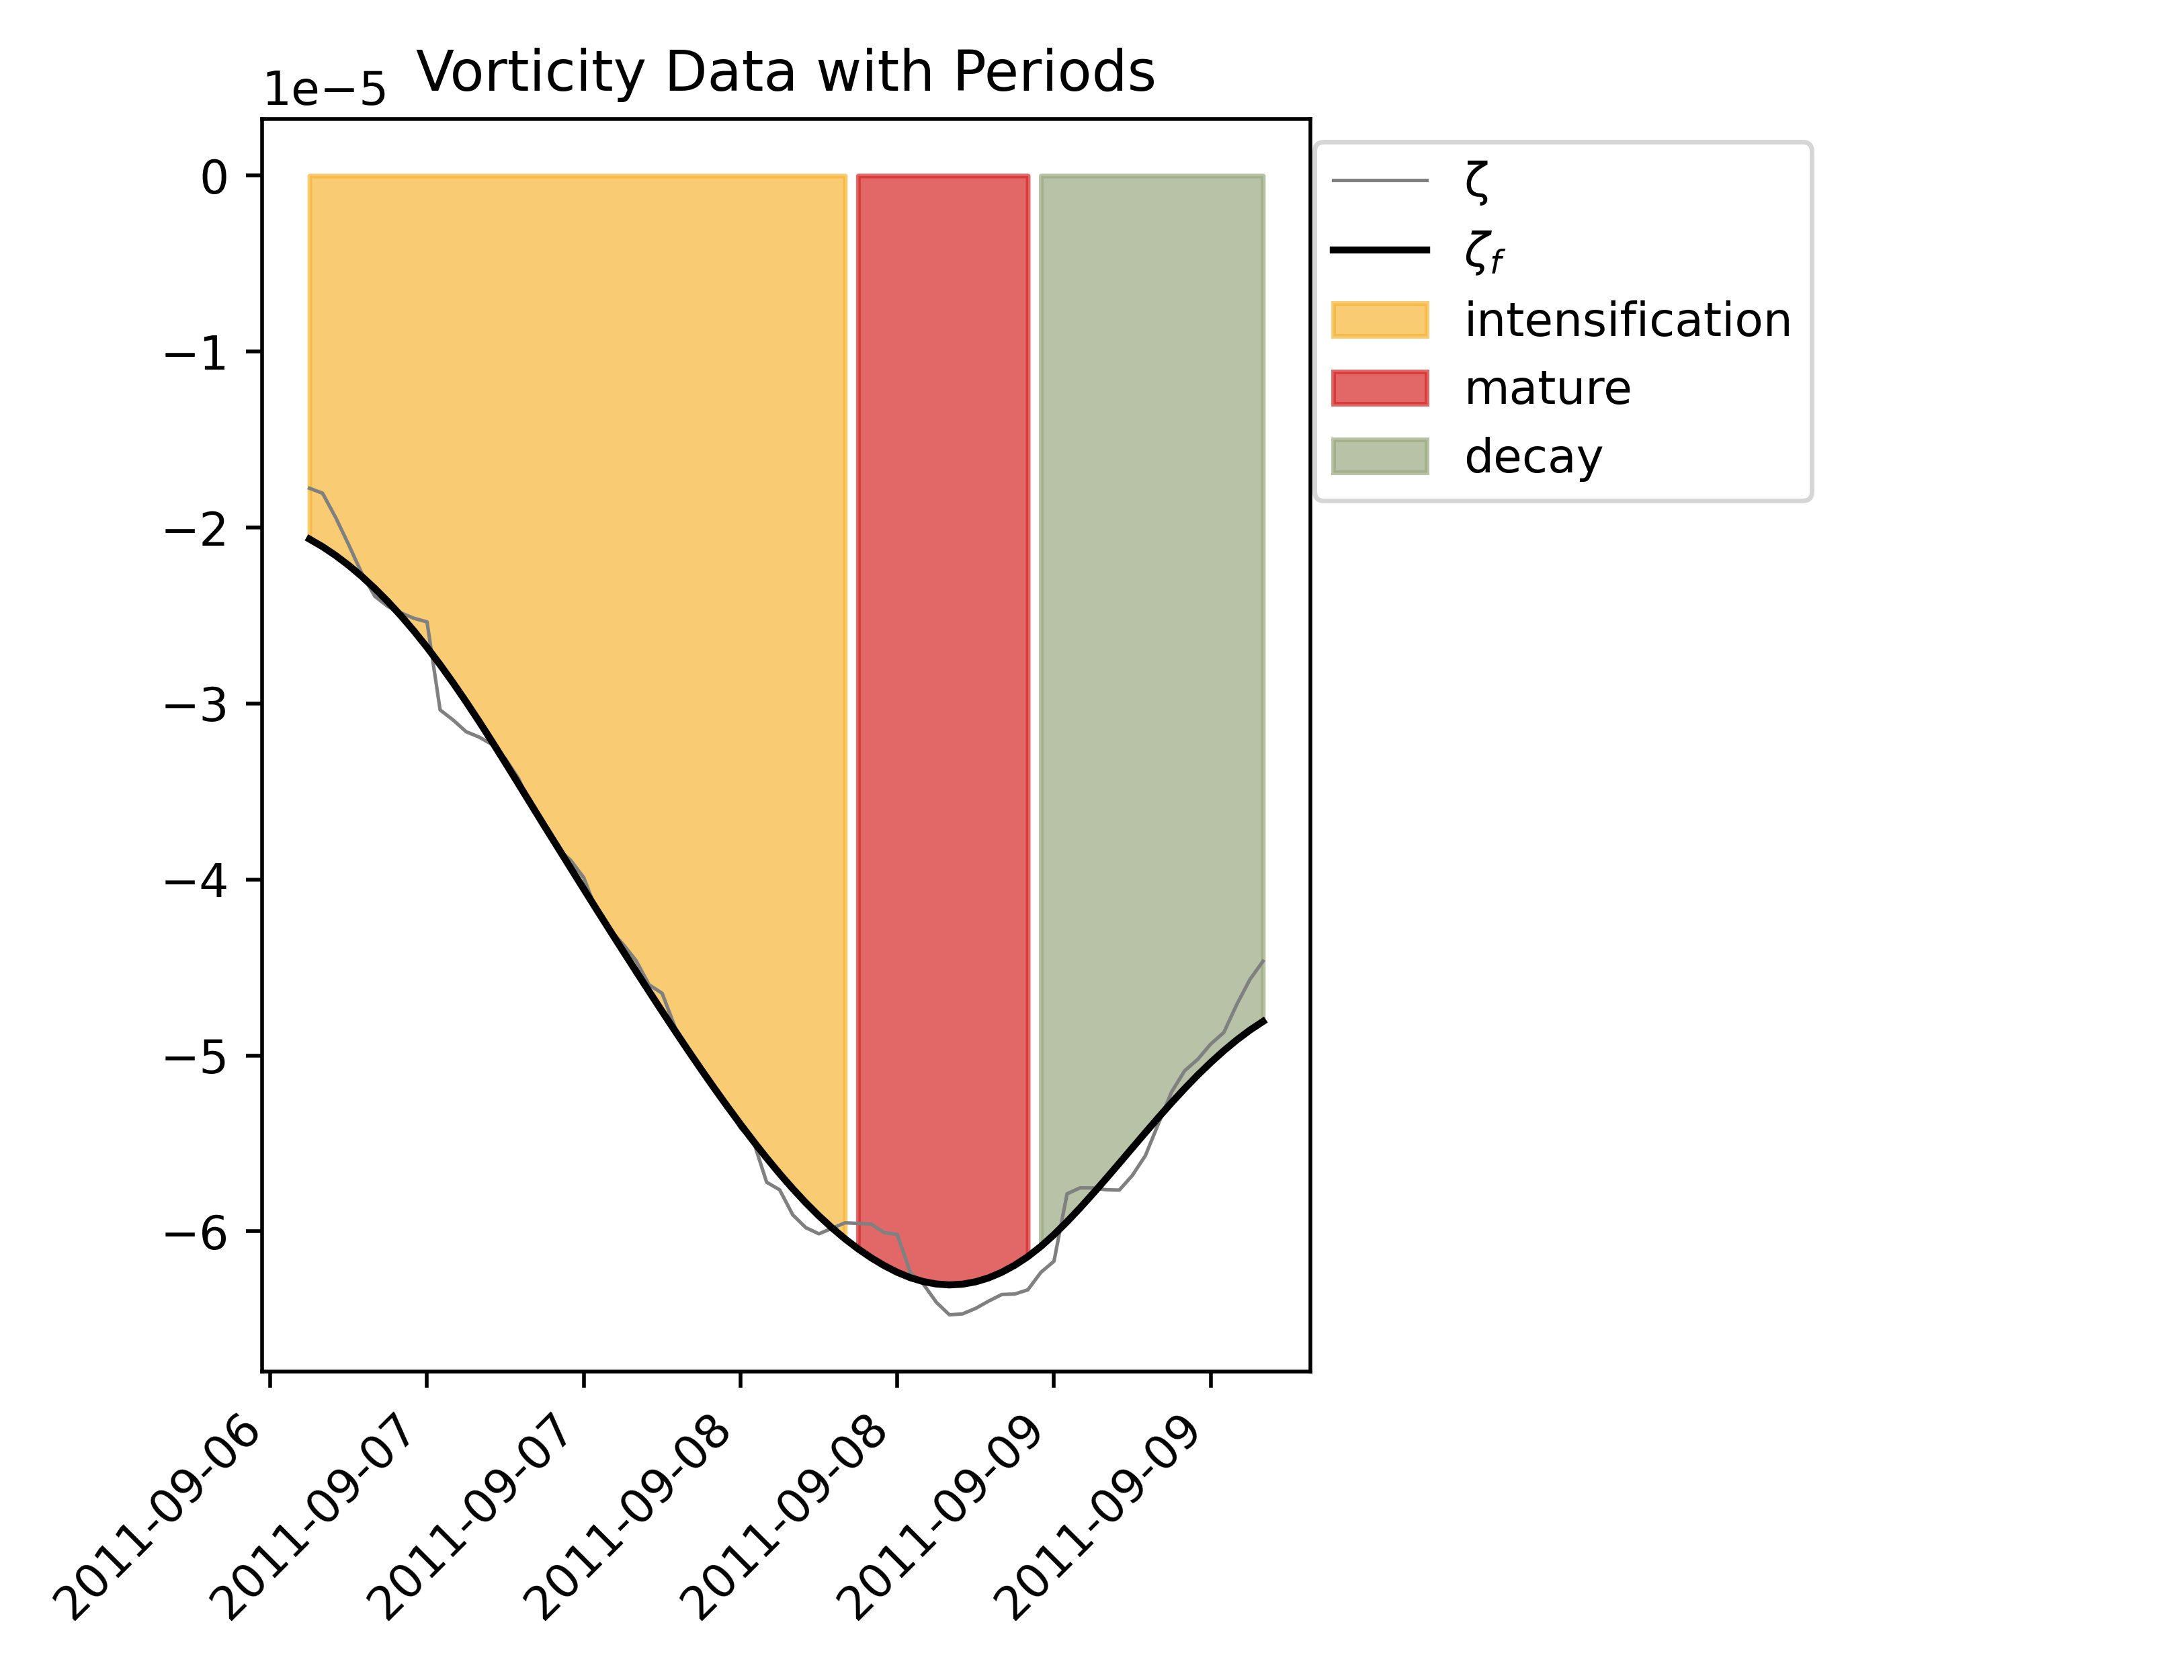 Vorticity Data with Periods
1e−5
0
−1
−2
−3
−4
−5
−6
2011-09-06
2011-09-07
2011-09-07
2011-09-08
2011-09-08
2011-09-09
2011-09-09
ζ
ζf
intensification
mature
decay